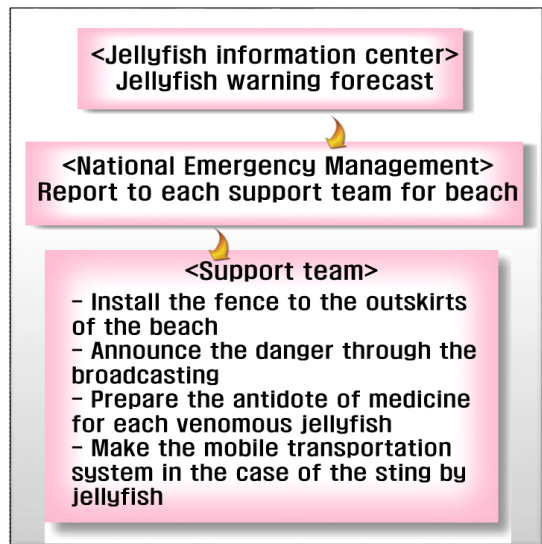 <Jellyfish information center>
Jellyfish warning forecast
<National Emergency Management>
Report to each support team for beach
<Support team>
- Install the fence to the outskirts
of the beach
- Announce the danger through the
broadcasting
- Prepare the antidote of medicine
for each venomous jellyfish
- Make the mobile transportation
system in the case of the sting by
jellyfish